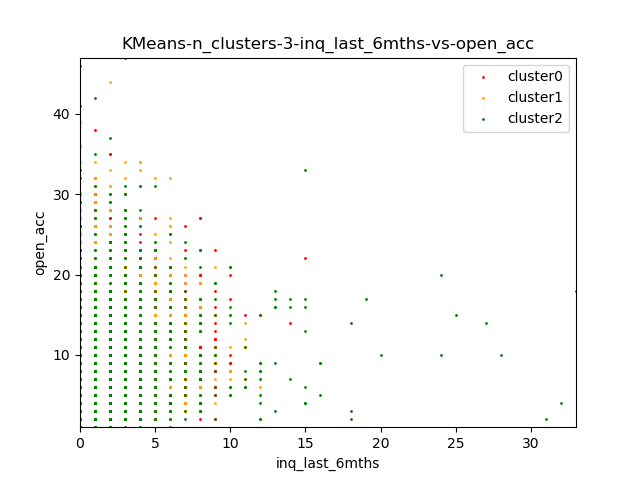 KMeans-n_clusters-3-inq_last_6mths-vs-open_acc
cluster0
cluster1
cluster2
open_acc
40
30
20
10
0
5
10
15
20
25
30
inq_last_6mths